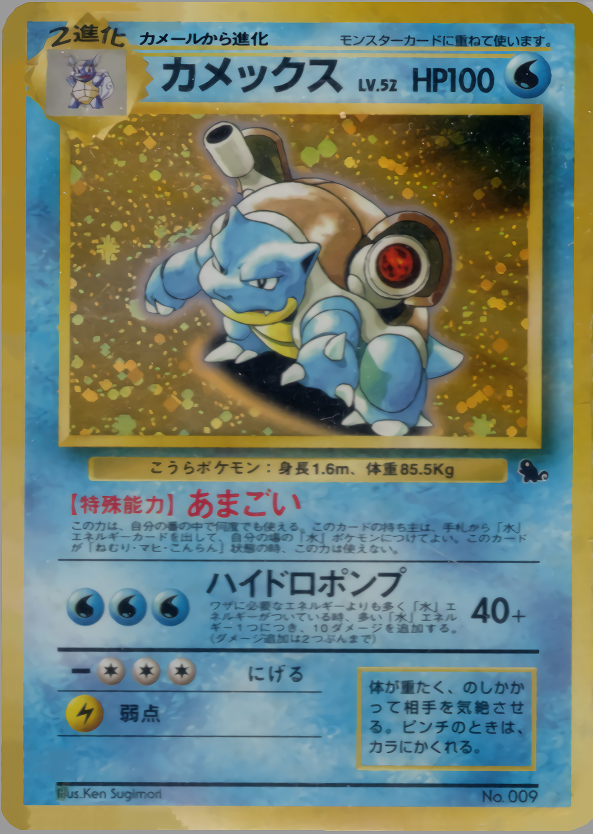 2進化 カメールから進化 モンスターカードに重ねて使います。
カメックス LV.52 HP100
こうらポケモン：身長1.6m、体重85.5Kg
【特殊能力】あまごい
この力は、自分の番の中で何度でも使える。このカードの持ち主は、手札から「水」
エネルギーカードを出して、自分の場の「水」ポケモンにつけてよい。このカード
が「ねむり・マヒ・こんらん」状態の時、この力は使えない。
ハイドロポンプ 40+
ワザに必要なエネルギーよりも多く「水」エ
ネルギーがついている時、多い「水」エネル
ギー1つにつき、10ダメージを追加する。
(ダメージ追加は2つぶんまで)
ー にげる
弱点
体が重たく、のしかか
って相手を気絶させ
る。ピンチのときは、
カラにかくれる。
Illus.Ken Sugimori No. 009